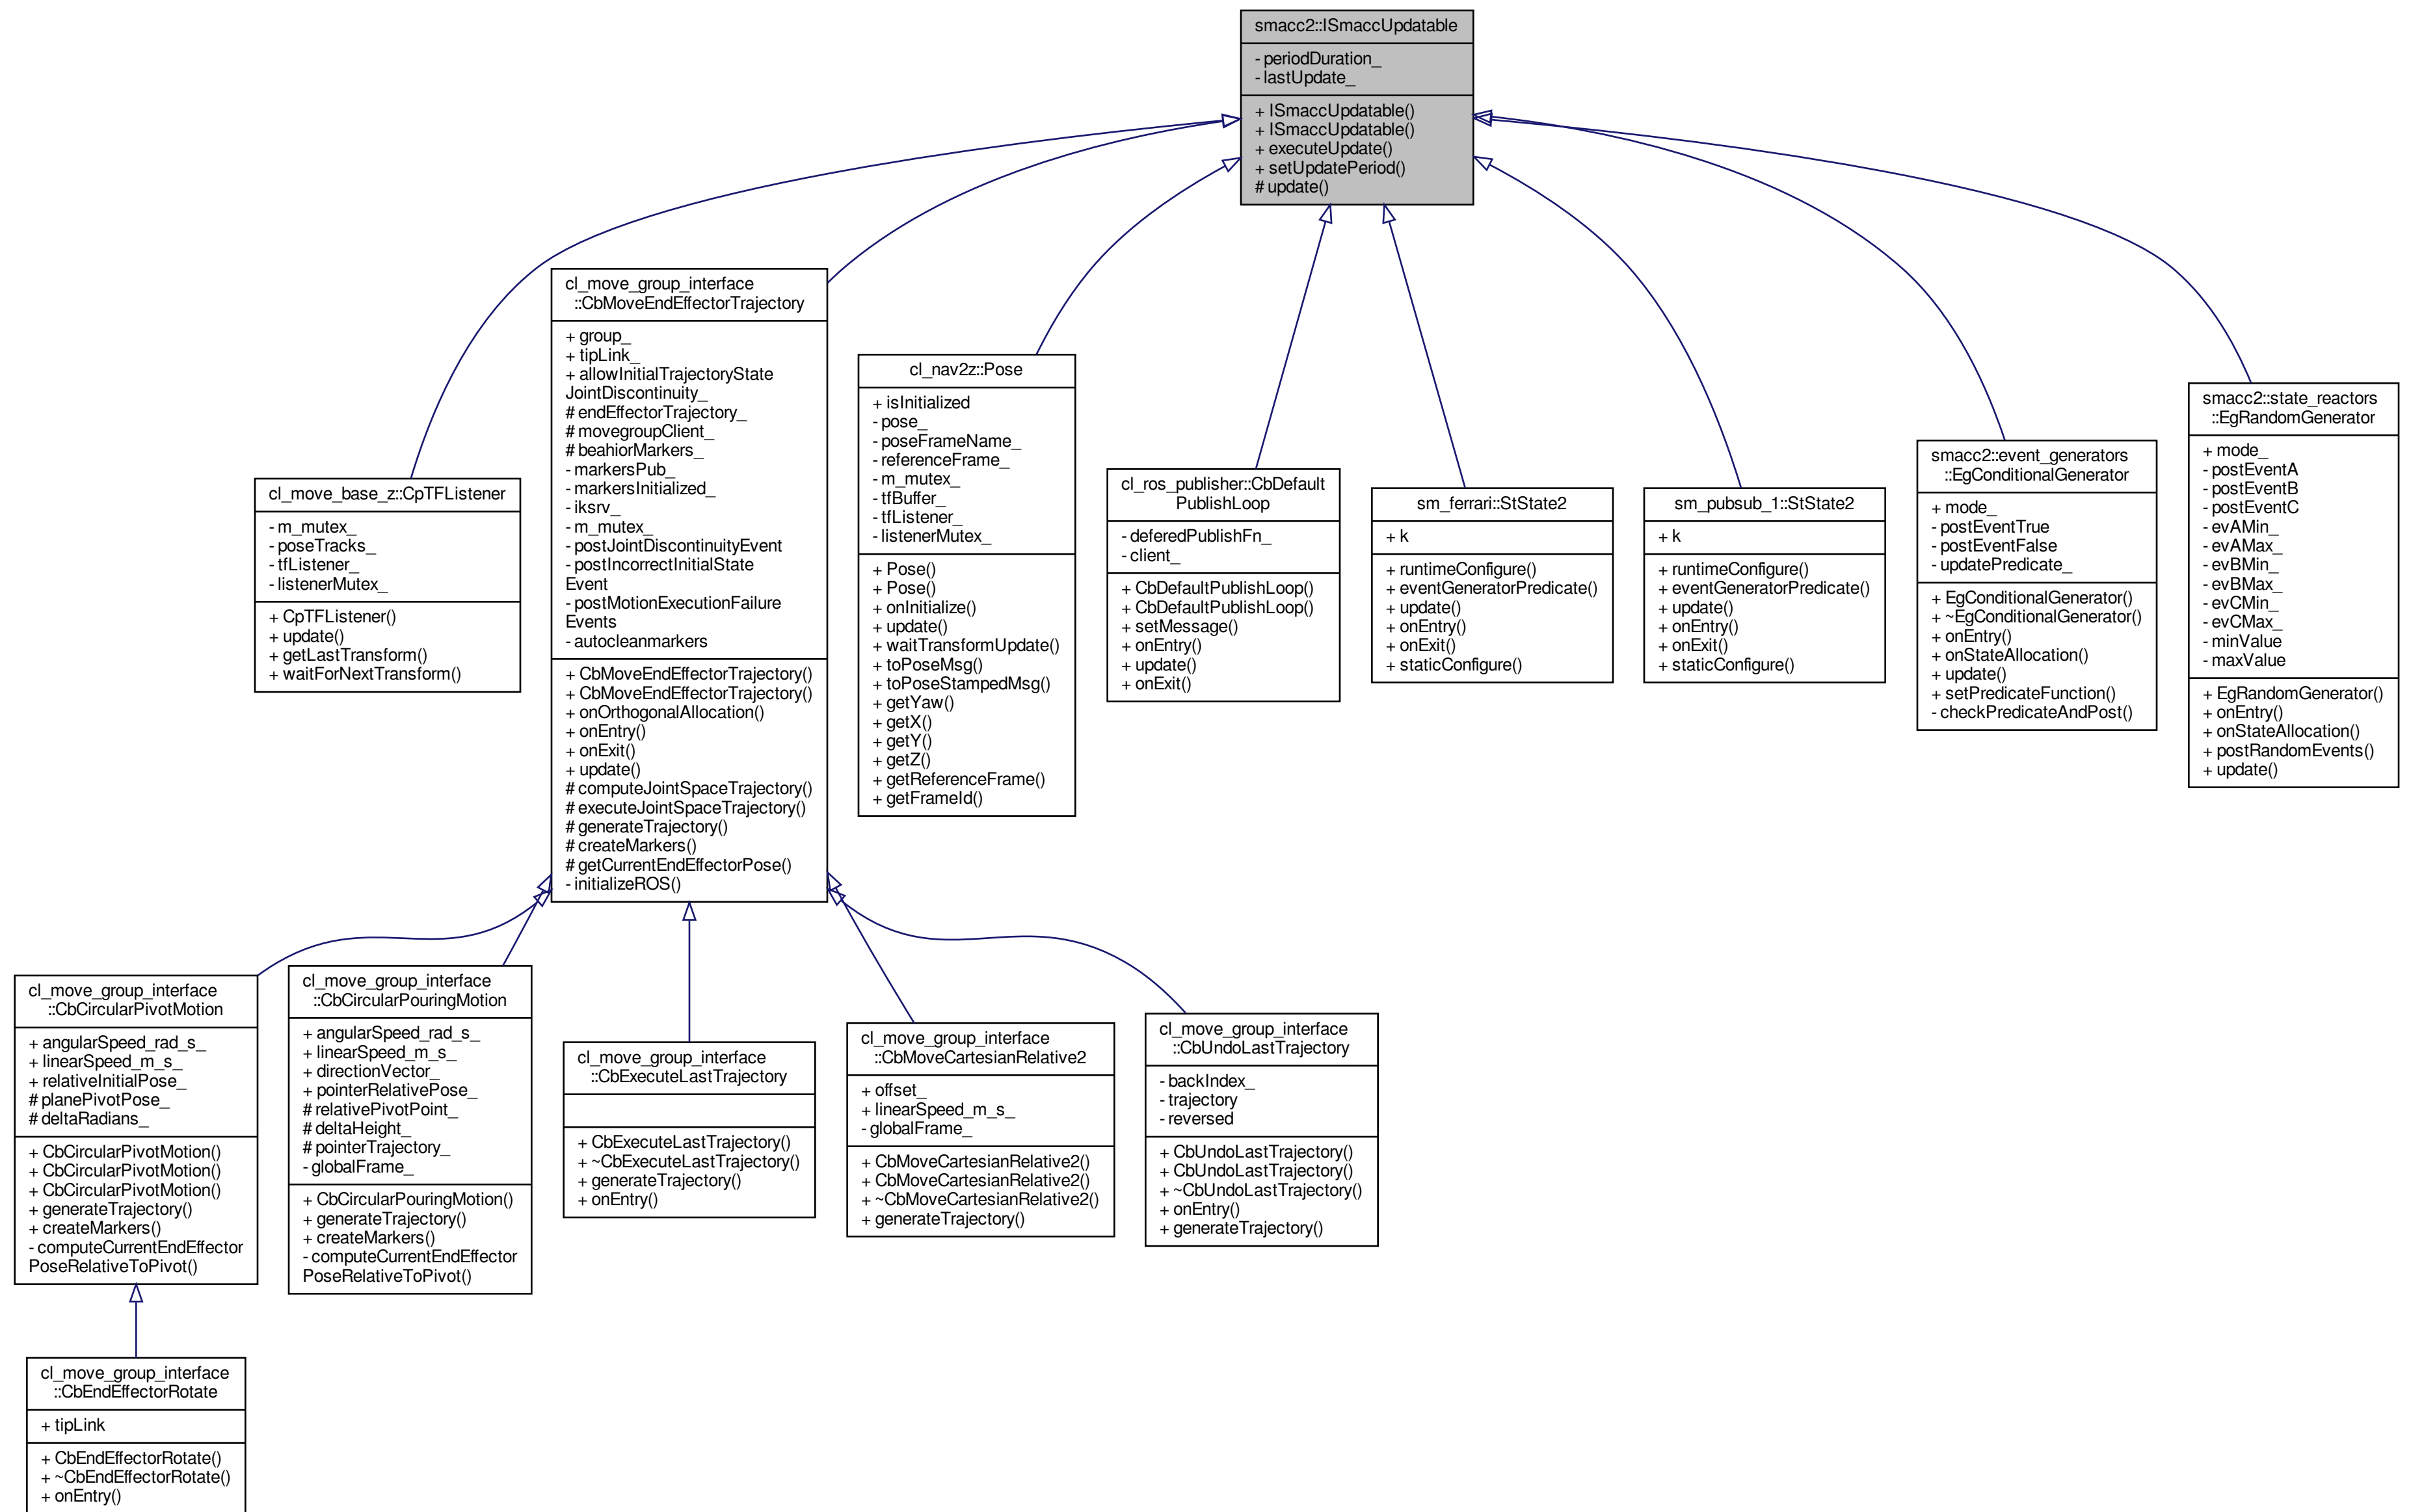 smacc2::ISmaccUpdatable
- periodDuration_
- lastUpdate_
+ ISmaccUpdatable()
+ ISmaccUpdatable()
+ executeUpdate()
+ setUpdatePeriod()
# update()
cl_move_base_z::CpTFListener
- m_mutex_
- poseTracks_
- tfListener_
- listenerMutex_
+ CpTFListener()
+ update()
+ getLastTransform()
+ waitForNextTransform()
cl_move_group_interface
::CbMoveEndEffectorTrajectory
+ group_
+ tipLink_
+ allowInitialTrajectoryState
JointDiscontinuity_
# endEffectorTrajectory_
# movegroupClient_
# beahiorMarkers_
- markersPub_
- markersInitialized_
- iksrv_
- m_mutex_
- postJointDiscontinuityEvent
- postIncorrectInitialState
Event
- postMotionExecutionFailure
Events
- autocleanmarkers
+ CbMoveEndEffectorTrajectory()
+ CbMoveEndEffectorTrajectory()
+ onOrthogonalAllocation()
+ onEntry()
+ onExit()
+ update()
# computeJointSpaceTrajectory()
# executeJointSpaceTrajectory()
# generateTrajectory()
# createMarkers()
# getCurrentEndEffectorPose()
- initializeROS()
cl_nav2z::Pose
+ isInitialized
- pose_
- poseFrameName_
- referenceFrame_
- m_mutex_
- tfBuffer_
- tfListener_
- listenerMutex_
+ Pose()
+ Pose()
+ onInitialize()
+ update()
+ waitTransformUpdate()
+ toPoseMsg()
+ toPoseStampedMsg()
+ getYaw()
+ getX()
+ getY()
+ getZ()
+ getReferenceFrame()
+ getFrameId()
cl_ros_publisher::CbDefault
PublishLoop
- deferedPublishFn_
- client_
+ CbDefaultPublishLoop()
+ CbDefaultPublishLoop()
+ setMessage()
+ onEntry()
+ update()
+ onExit()
sm_ferrari::StState2
+ k
+ runtimeConfigure()
+ eventGeneratorPredicate()
+ update()
+ onEntry()
+ onExit()
+ staticConfigure()
sm_pubsub_1::StState2
+ k
+ runtimeConfigure()
+ eventGeneratorPredicate()
+ update()
+ onEntry()
+ onExit()
+ staticConfigure()
smacc2::event_generators
::EgConditionalGenerator
+ mode_
- postEventTrue
- postEventFalse
- updatePredicate_
+ EgConditionalGenerator()
+ ~EgConditionalGenerator()
+ onEntry()
+ onStateAllocation()
+ update()
+ setPredicateFunction()
- checkPredicateAndPost()
smacc2::state_reactors
::EgRandomGenerator
+ mode_
- postEventA
- postEventB
- postEventC
- evAMin_
- evAMax_
- evBMin_
- evBMax_
- evCMin_
- evCMax_
- minValue
- maxValue
+ EgRandomGenerator()
+ onEntry()
+ onStateAllocation()
+ postRandomEvents()
+ update()
cl_move_group_interface
::CbCircularPivotMotion
+ angularSpeed_rad_s_
+ linearSpeed_m_s_
+ relativeInitialPose_
# planePivotPose_
# deltaRadians_
+ CbCircularPivotMotion()
+ CbCircularPivotMotion()
+ CbCircularPivotMotion()
+ generateTrajectory()
+ createMarkers()
- computeCurrentEndEffector
PoseRelativeToPivot()
cl_move_group_interface
::CbCircularPouringMotion
+ angularSpeed_rad_s_
+ linearSpeed_m_s_
+ directionVector_
+ pointerRelativePose_
# relativePivotPoint_
# deltaHeight_
# pointerTrajectory_
- globalFrame_
+ CbCircularPouringMotion()
+ generateTrajectory()
+ createMarkers()
- computeCurrentEndEffector
PoseRelativeToPivot()
cl_move_group_interface
::CbExecuteLastTrajectory
+ CbExecuteLastTrajectory()
+ ~CbExecuteLastTrajectory()
+ generateTrajectory()
+ onEntry()
cl_move_group_interface
::CbMoveCartesianRelative2
+ offset_
+ linearSpeed_m_s_
- globalFrame_
+ CbMoveCartesianRelative2()
+ CbMoveCartesianRelative2()
+ ~CbMoveCartesianRelative2()
+ generateTrajectory()
cl_move_group_interface
::CbUndoLastTrajectory
- backIndex_
- trajectory
- reversed
+ CbUndoLastTrajectory()
+ CbUndoLastTrajectory()
+ ~CbUndoLastTrajectory()
+ onEntry()
+ generateTrajectory()
cl_move_group_interface
::CbEndEffectorRotate
+ tipLink
+ CbEndEffectorRotate()
+ ~CbEndEffectorRotate()
+ onEntry()